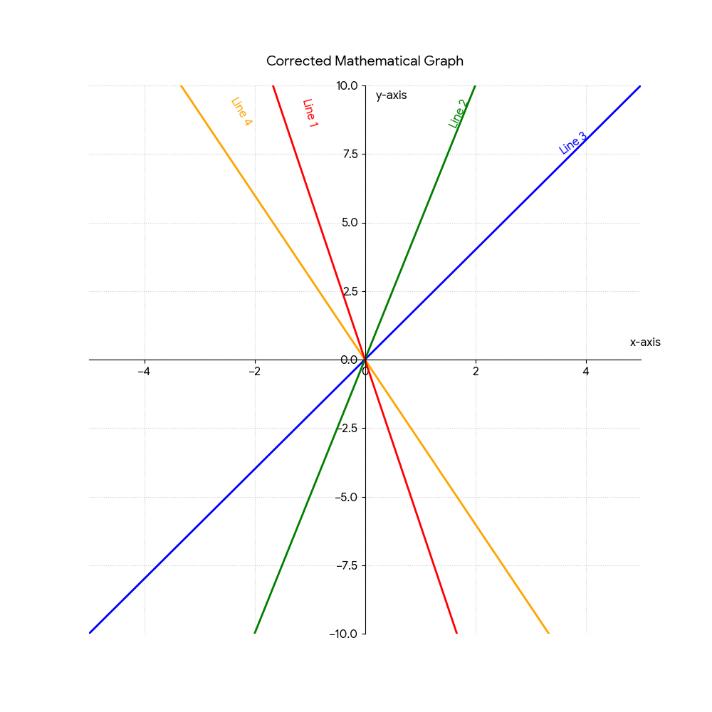 Corrected Mathematical Graph
10.0
y-axis
Line 4
Line 1
Line 2
Line 3
7.5
5.0
2.5
x-axis
0.0
−4
−2
0
2
4
−2.5
−5.0
−7.5
−10.0